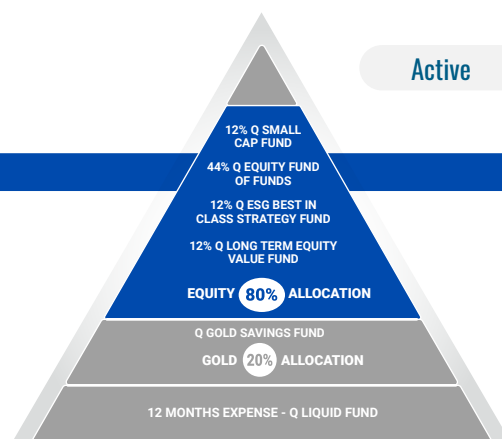 Active
12% Q SMALL
CAP FUND
44% Q EQUITY FUND
OF FUNDS
12% Q ESG BEST IN
CLASS STRATEGY FUND
12% Q LONG TERM EQUITY
VALUE FUND
EQUITY 80% ALLOCATION
Q GOLD SAVINGS FUND
GOLD 20% ALLOCATION
12 MONTHS EXPENSE - Q LIQUID FUND